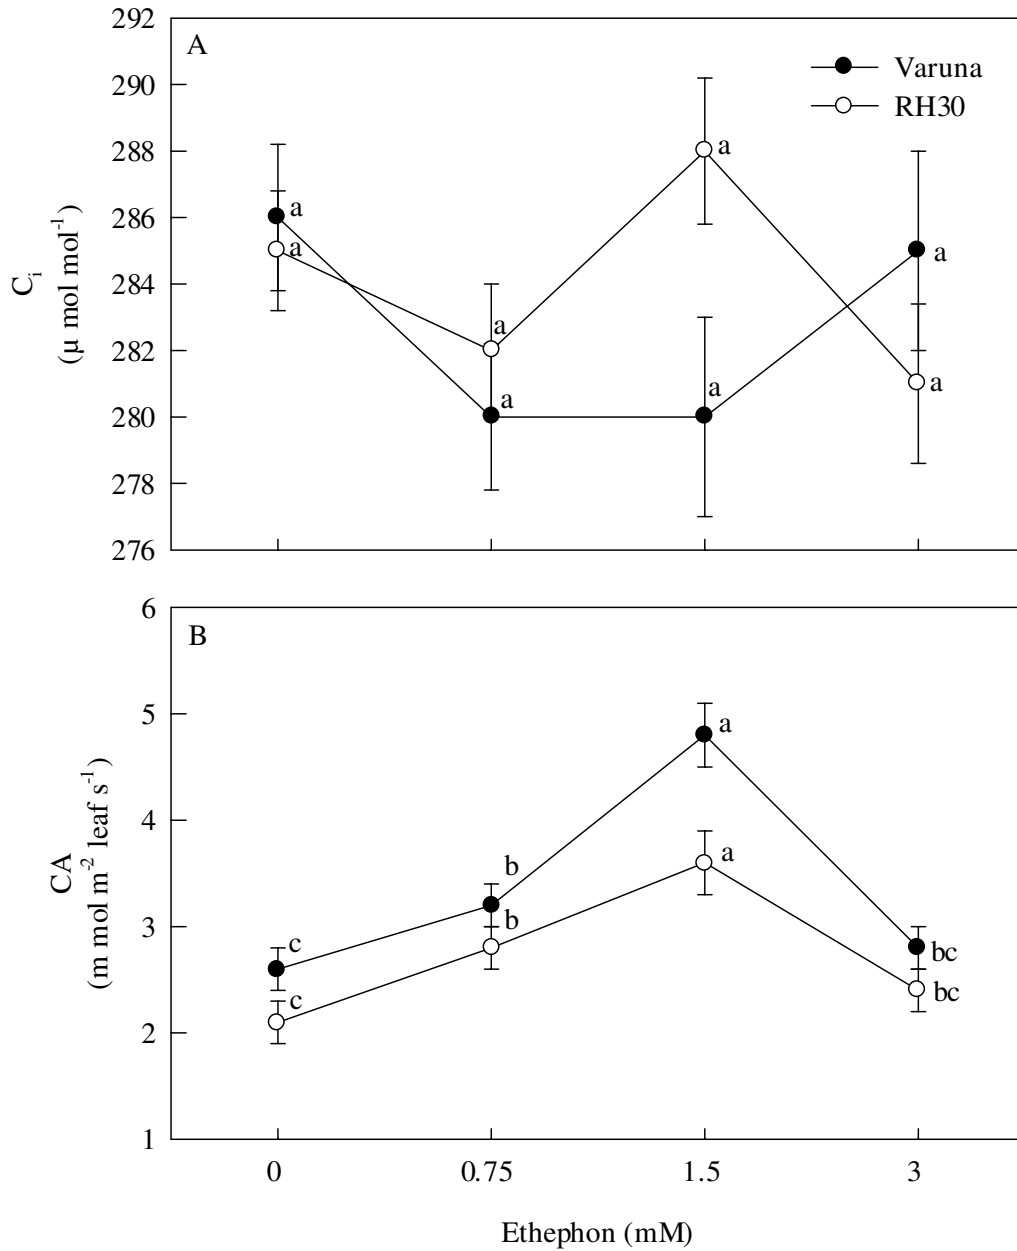 292
A
Varuna
290
RH30
288
a
286
a
a
a
284
282
a
a
280
a
a
278
276
C_i
(µ mol mol^-1)
6
B
5
a
4
a
b
3
b
c
bc
c
bc
2
1
CA
(m mol m^-2 leaf s^-1)
0
0.75
1.5
3
Ethephon (mM)